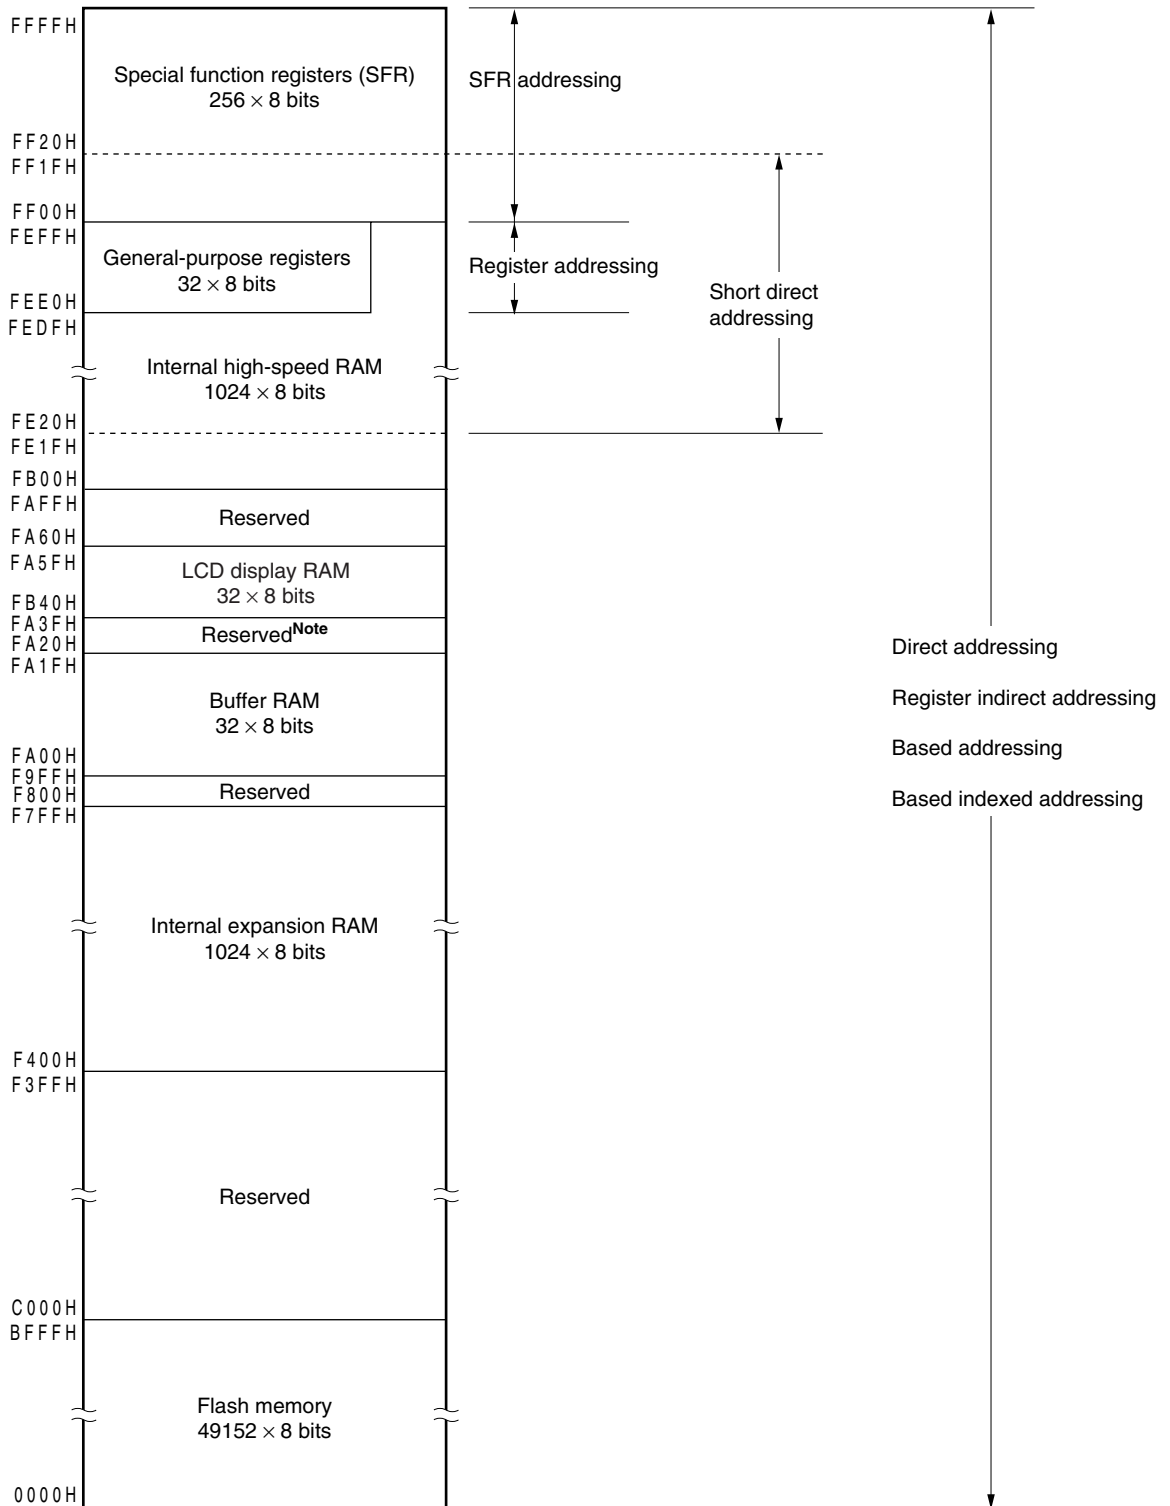 FFFFH
Special function registers (SFR)
256 × 8 bits
SFR addressing
FF20H
FF1FH
FF00H
FEFFH
General-purpose registers
32 × 8 bits
Register addressing
FEE0H
FEDFH
Short direct
addressing
Internal high-speed RAM
1024 × 8 bits
FE20H
FE1FH
FB00H
FAFFH
Reserved
FA60H
FA5FH
LCD display RAM
32 × 8 bits
FB40H
FA3FH
ReservedNote
FA20H
FA1FH
Buffer RAM
32 × 8 bits
FA00H
F9FFH
Reserved
F800H
F7FFH
Direct addressing
Register indirect addressing
Based addressing
Based indexed addressing
Internal expansion RAM
1024 × 8 bits
F400H
F3FFH
Reserved
C000H
BFFFH
Flash memory
49152 × 8 bits
0000H